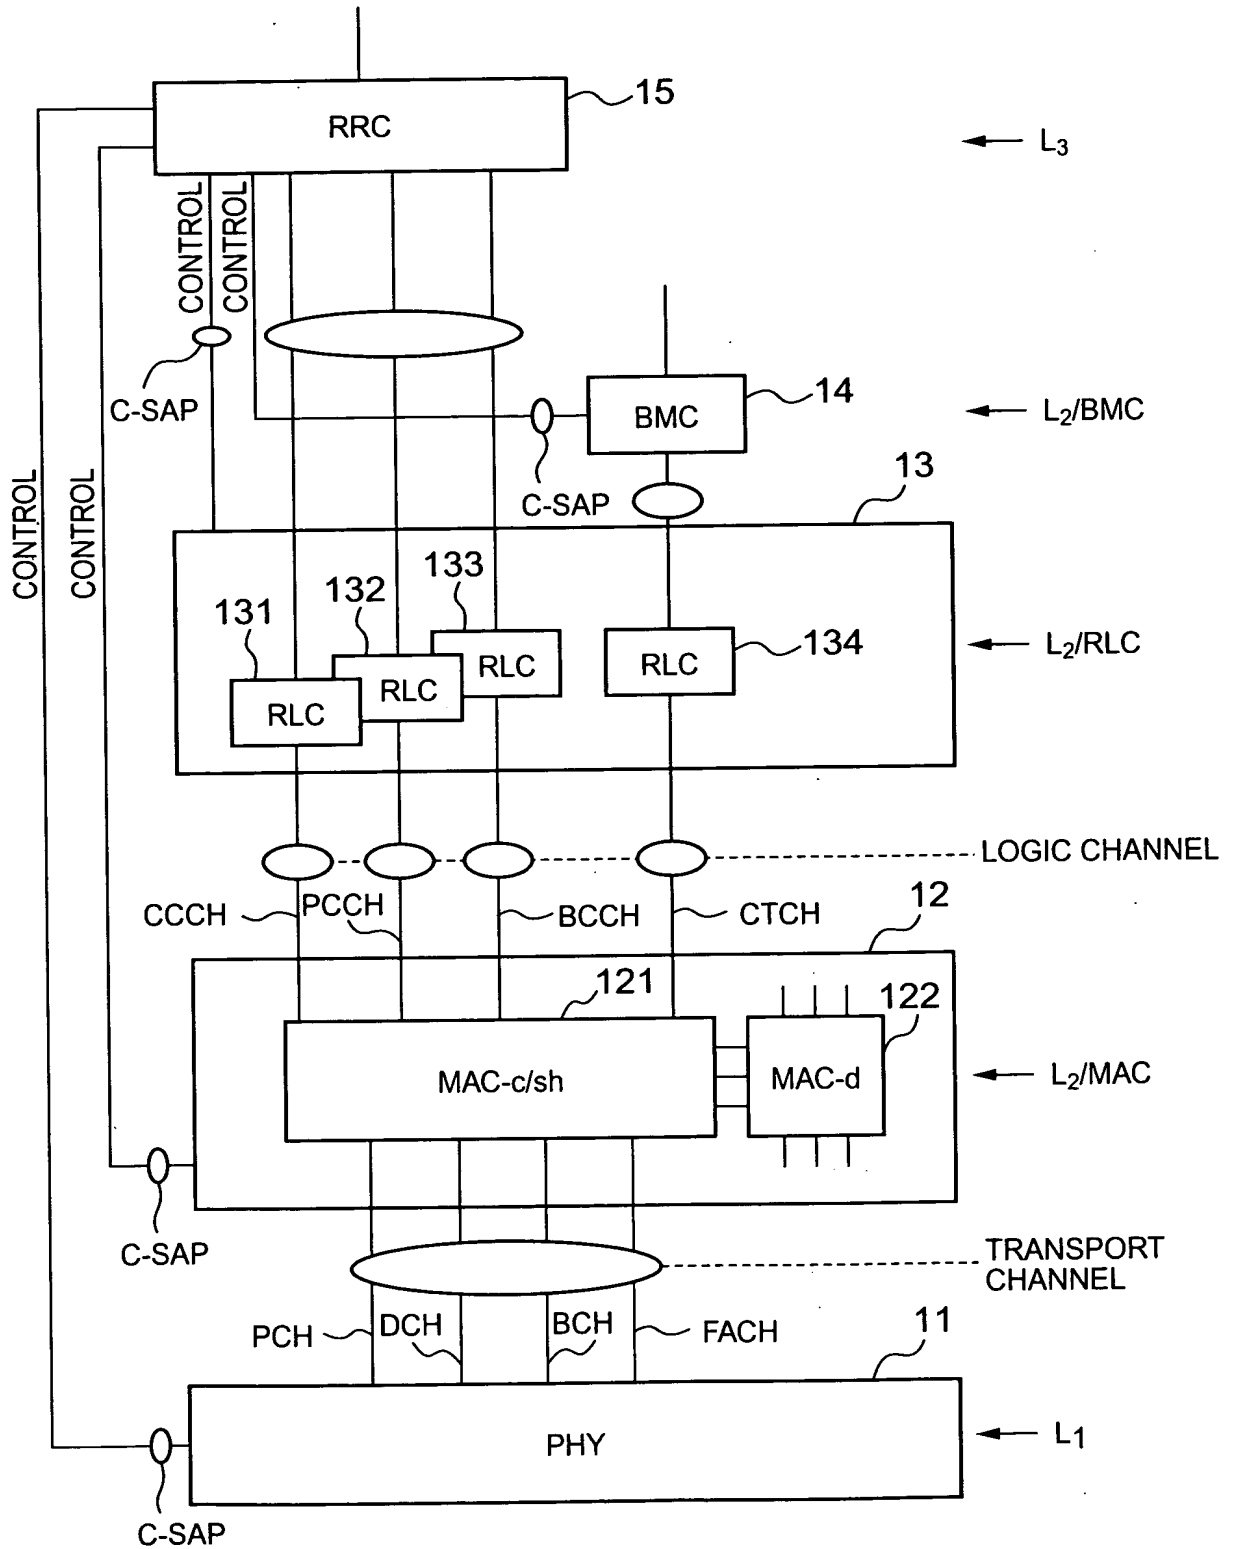 15
RRC
L3
CONTROL
CONTROL
C-SAP
14
BMC
L2/BMC
C-SAP
13
CONTROL
CONTROL
133
132
131
134
RLC
RLC
RLC
RLC
L2/RLC
LOGIC CHANNEL
CCCH
PCCH
BCCH
CTCH
12
121
122
MAC-c/sh
MAC-d
L2/MAC
C-SAP
TRANSPORT
CHANNEL
PCH
DCH
BCH
FACH
11
PHY
L1
C-SAP